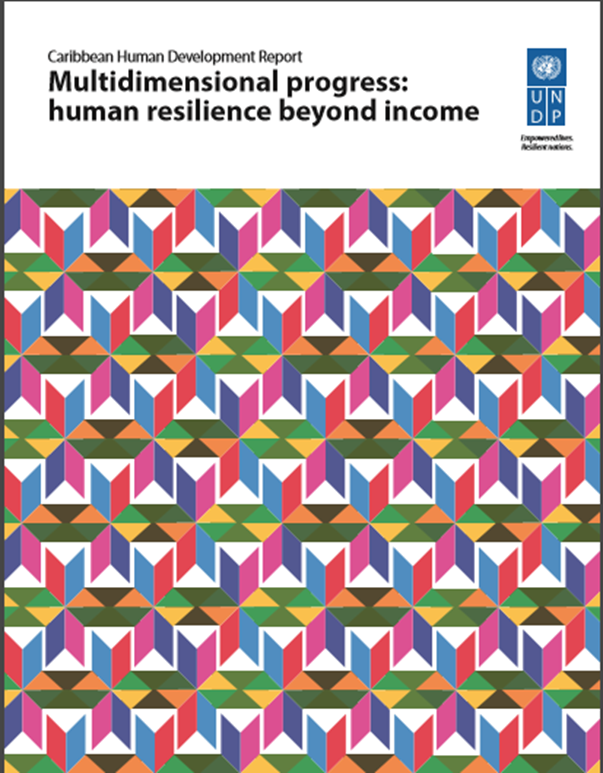 Caribbean Human Development Report
Multidimensional progress:
human resilience beyond income
U N
D P
Empowered lives.
Resilient nations.